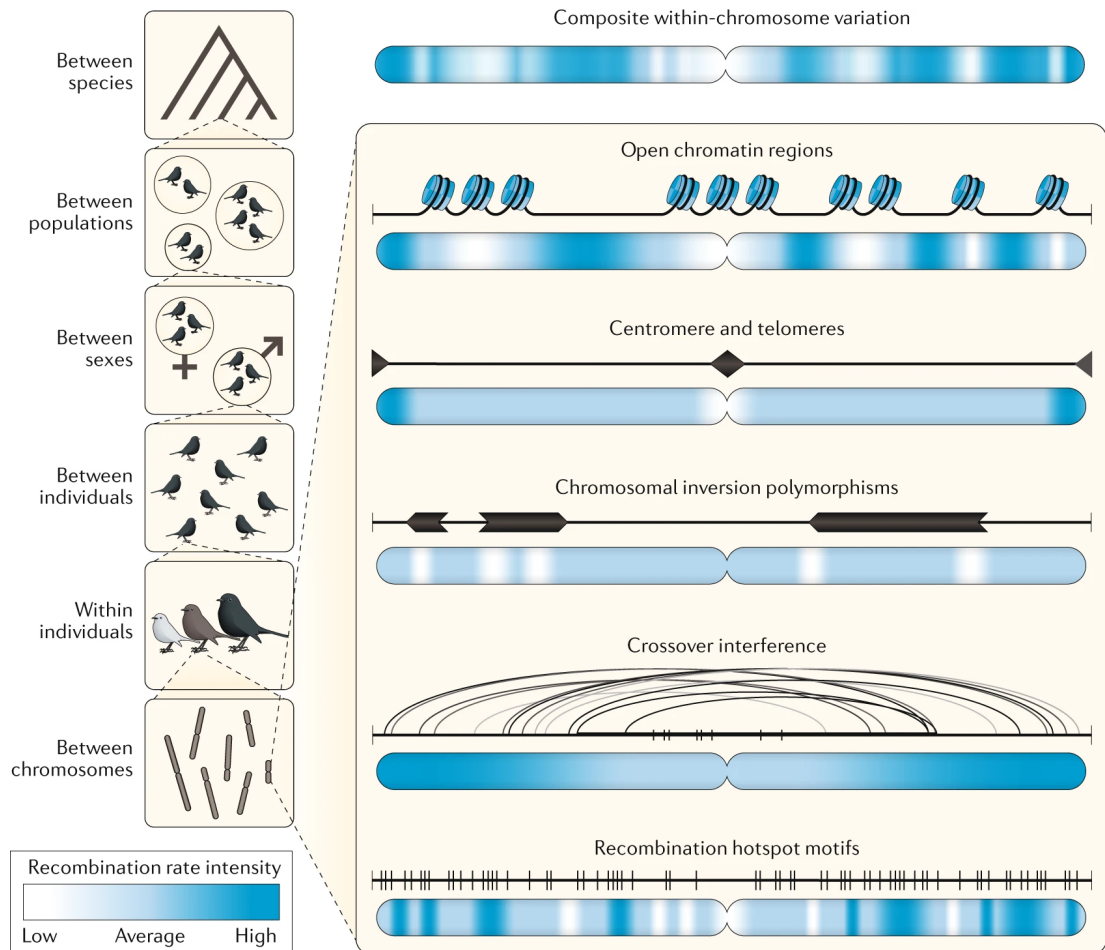 Between
species
Between
populations
Between
sexes
Between
individuals
Within
individuals
Between
chromosomes
Recombination rate intensity
Low Average High
Composite within-chromosome variation
Open chromatin regions
Centromere and telomeres
Chromosomal inversion polymorphisms
Crossover interference
Recombination hotspot motifs